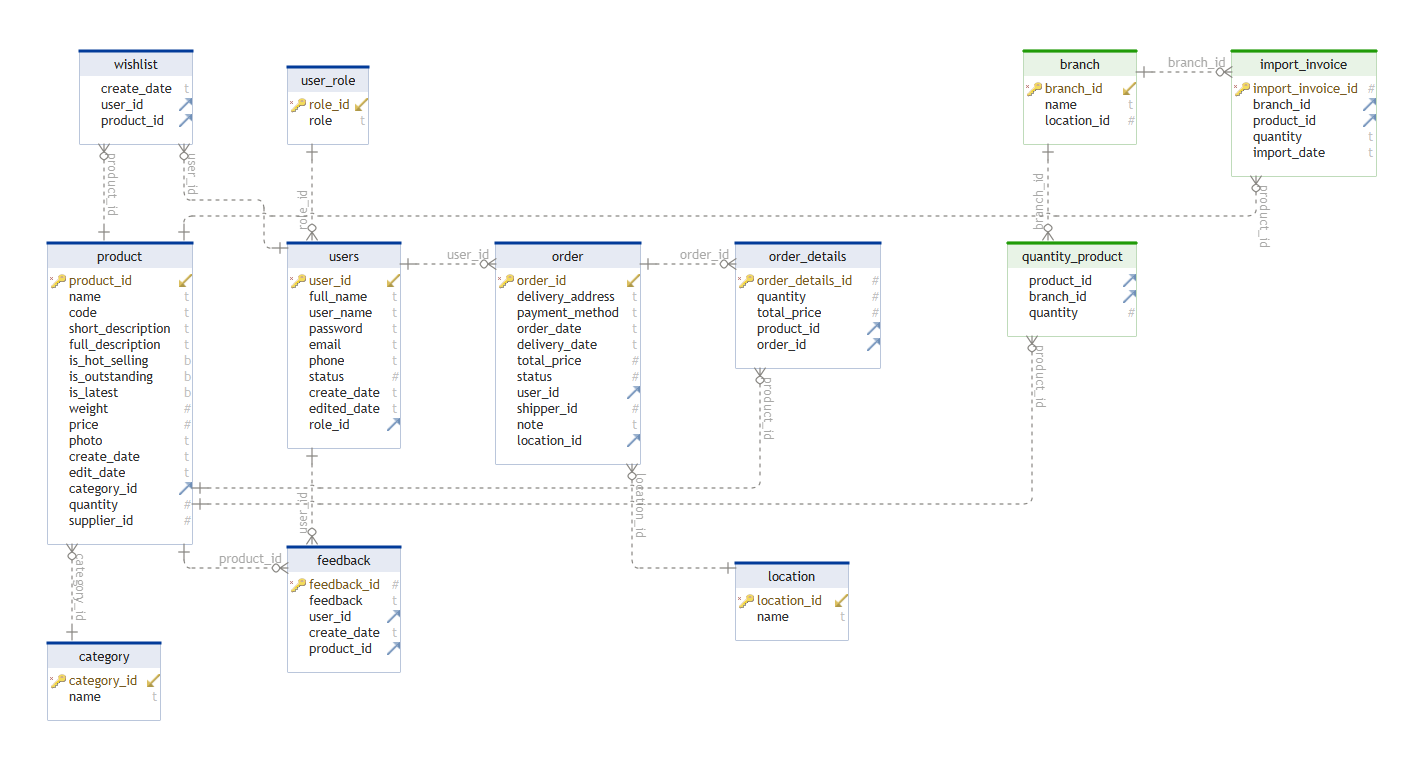 wishlist
create_date t
user_id
product_id
user_role
role_id
role t
branch
branch_id
name t
location_id #
branch_id
import_invoice
import_invoice_id #
branch_id
product_id
quantity t
import_date t
product_id
user_id
role_id
branch_id
product_id
product
product_id
name t
code t
short_description t
full_description t
is_hot_selling b
is_outstanding b
is_latest b
weight #
price #
photo t
create_date t
edit_date t
category_id
quantity #
supplier_id #
users
user_id
full_name t
user_name t
password t
email t
phone t
status #
create_date t
edited_date t
role_id
user_id
order
order_id
delivery_address t
payment_method t
order_date t
delivery_date t
total_price #
status #
user_id
shipper_id #
note t
location_id
order_id
order_details
order_details_id #
quantity #
total_price #
product_id
order_id
quantity_product
product_id
branch_id
quantity #
product_id
product_id
location_id
user_id
category_id
product_id
feedback
feedback_id #
feedback t
user_id
create_date t
product_id
location
location_id
name t
category
category_id
name t